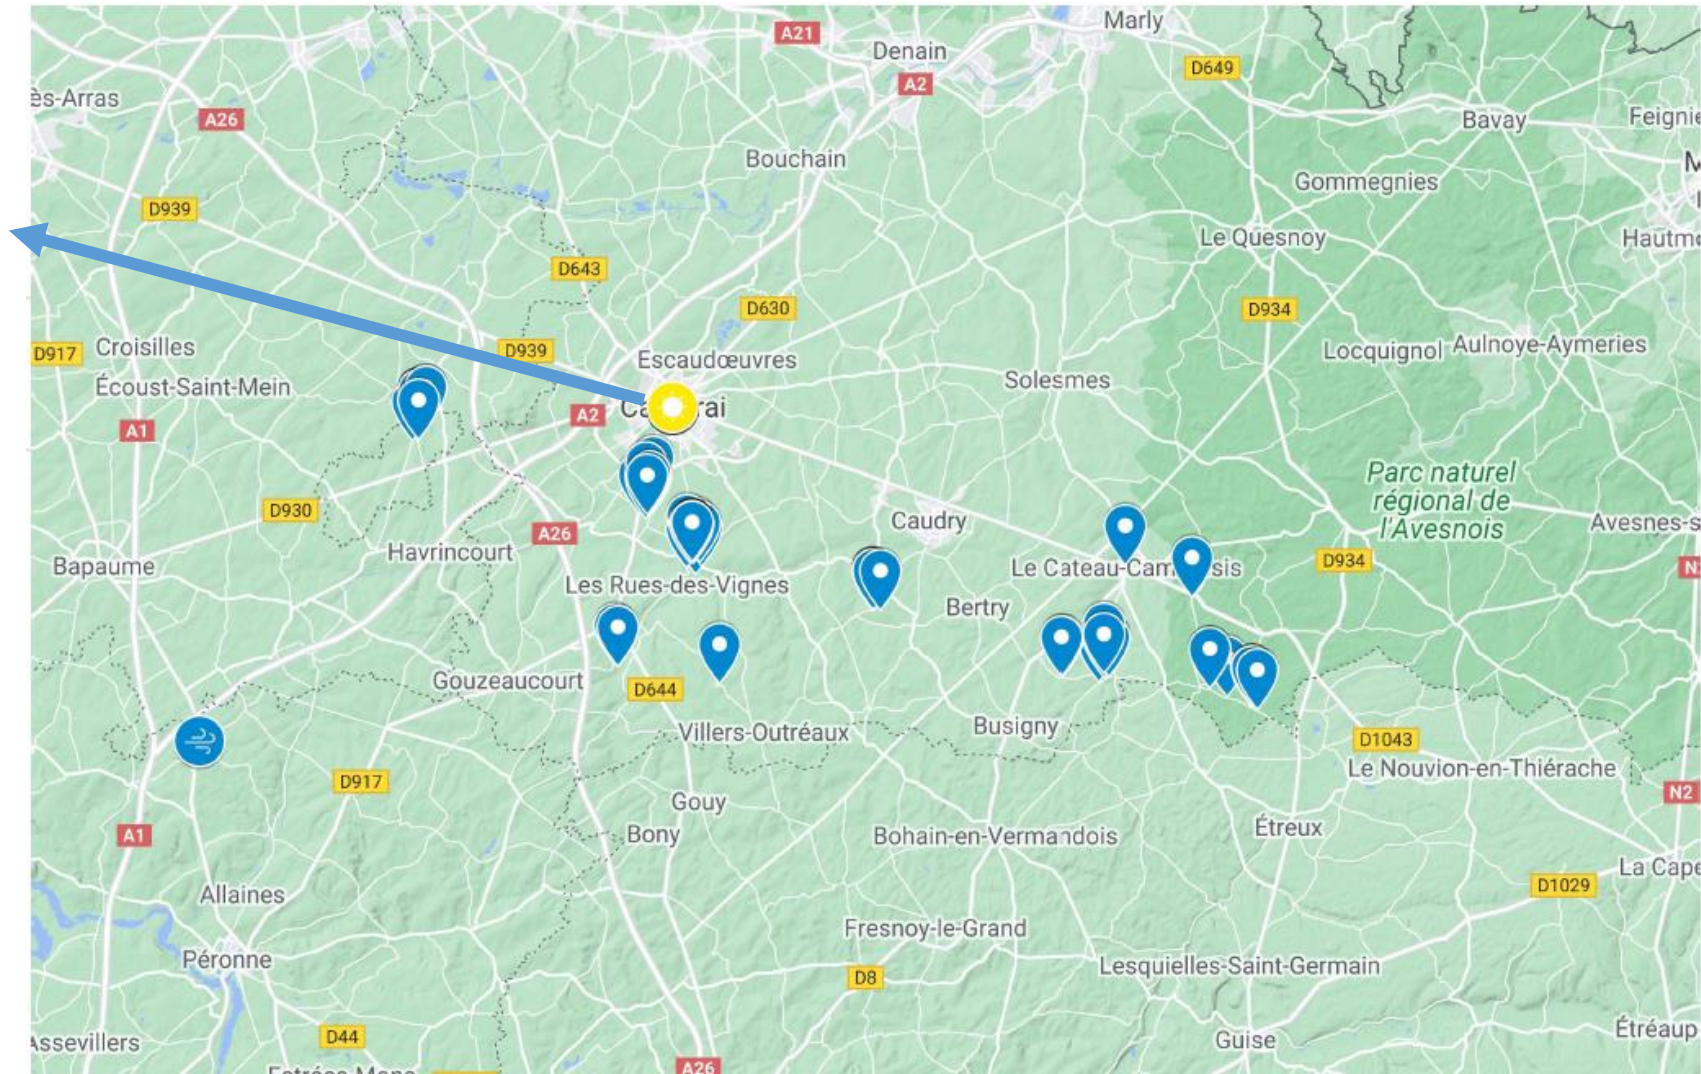 Marly
A21
Denain
D649
A2
ès-Arras
A26
Bavay
Feignie
Bouchain
Gommegnies
D939
Le Quesnoy
Hautmo
D643
D630
D934
Croisilles
D917
D939
Escaudœuvres
Locquignol
Aulnoye-Aymeries
Écoust-Saint-Mein
Solesmes
A2
Ca
rai
A1
Parc naturel
régional de
l'Avesnois
D930
Caudry
Avesnes-s
A26
Havrincourt
Bapaume
Le Cateau-Cam
sis
D934
N
Les Rues-des-Vignes
Bertry
Gouzeaucourt
D644
Villers-Outréaux
Busigny
D1043
Le Nouvion-en-Thiérache
D917
N2
Gouy
A1
Bony
Bohain-en-Vermandois
Étreux
La Cape
D1029
Allaines
Fresnoy-le-Grand
Péronne
Lesquielles-Saint-Germain
D8
Assevillers
D44
Guise
Étréaup
A26